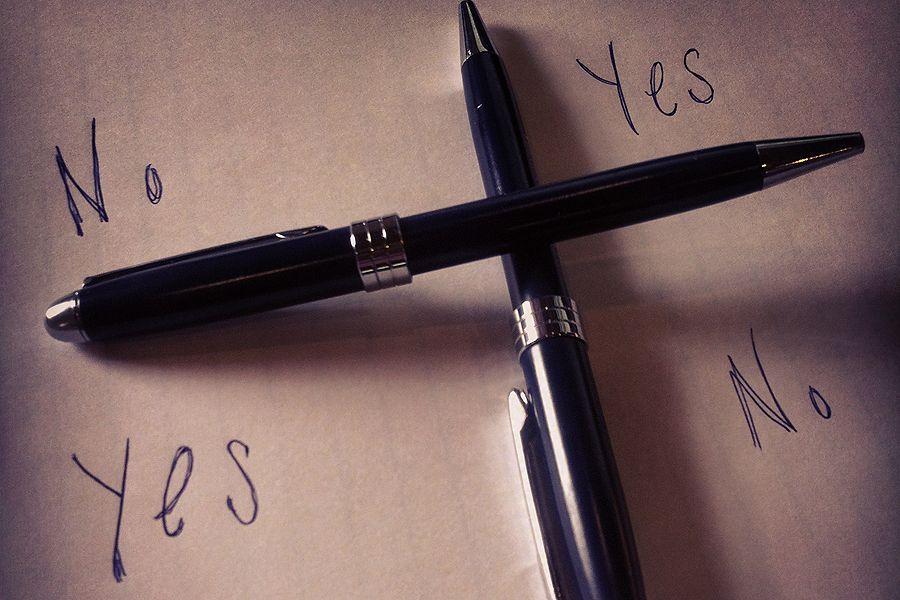 No Yes
Yes No